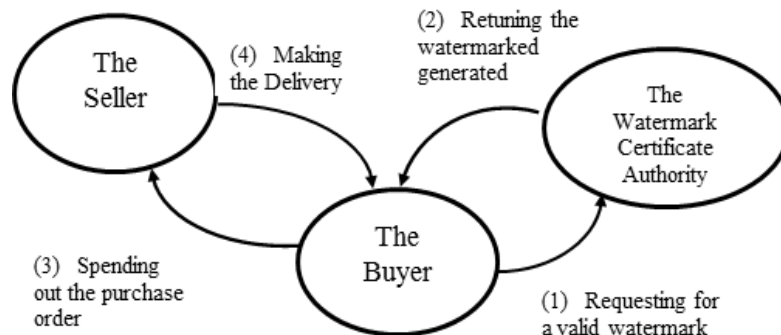 The
Seller
(4) Making
the Delivery
(2) Retuning the
watermarked
generated
The
Watermark
Certificate
Authority
The
Buyer
(3) Spending
out the purchase
order
(1) Requesting for
a valid watermark